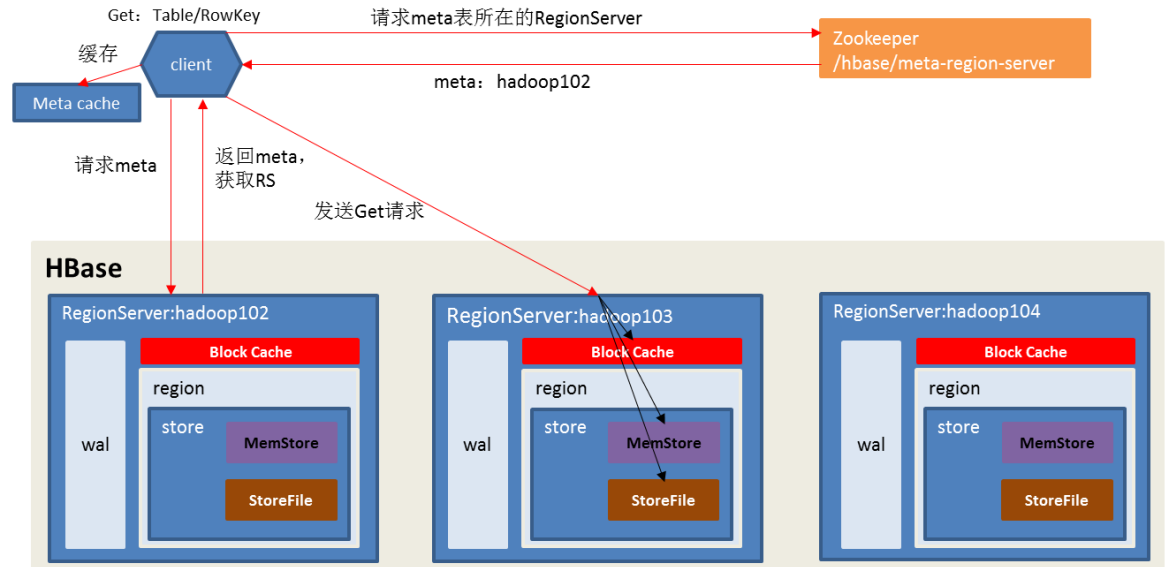 Get：Table/RowKey
请求meta表所在的RegionServer
Zookeeper
/hbase/meta-region-server
缓存
client
meta：hadoop102
Meta cache
请求meta
返回meta，
获取RS
发送Get请求
HBase
RegionServer:hadoop102
Block Cache
region
store
wal
MemStore
StoreFile
RegionServer:hadoop103
Block Cache
region
store
wal
MemStore
StoreFile
RegionServer:hadoop104
Block Cache
region
store
wal
MemStore
StoreFile